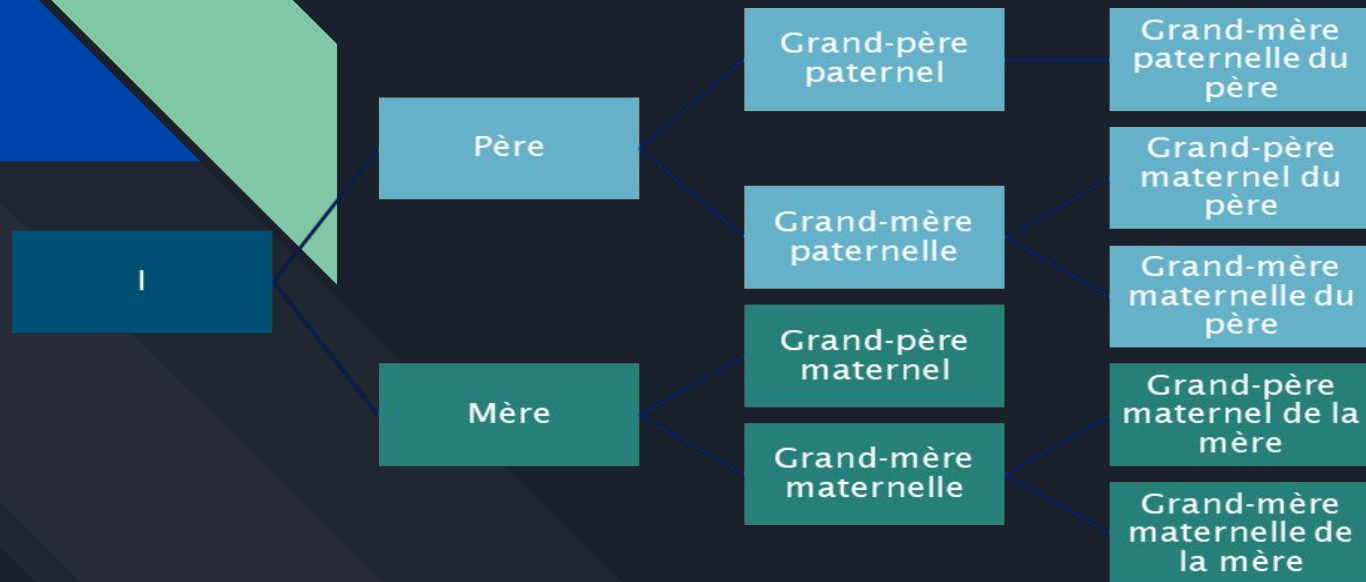 I
Père
Mère
Grand-père
paternel
Grand-mère
paternelle
Grand-père
maternel
Grand-mère
maternelle
Grand-mère
paternelle du
père
Grand-père
maternel du
père
Grand-mère
maternelle du
père
Grand-père
maternel de la
mère
Grand-mère
maternelle de
la mère